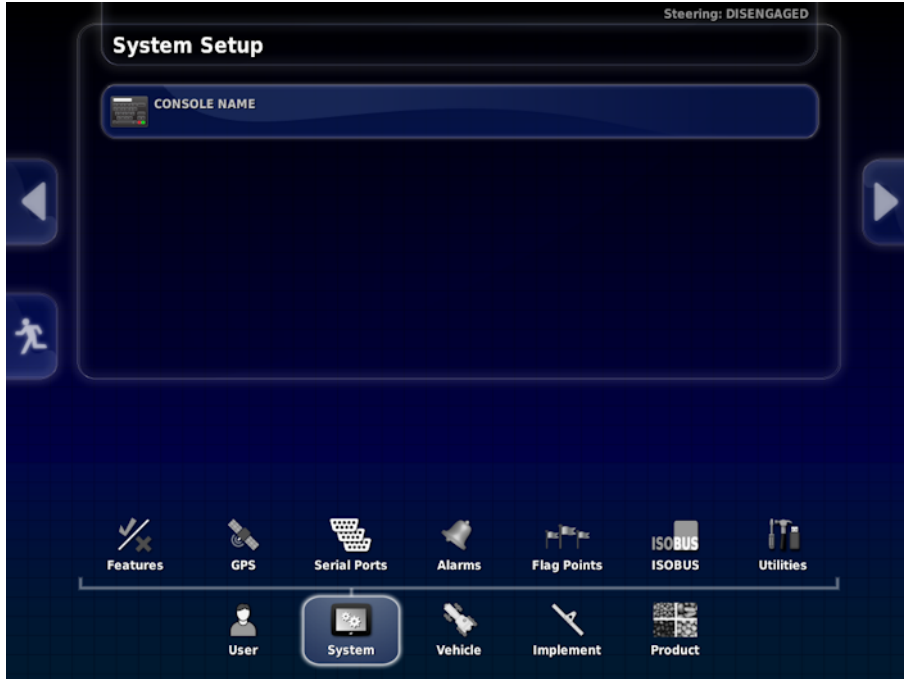 Steering: DISENGAGED
System Setup
CONSOLE NAME
Features
GPS
Serial Ports
Alarms
Flag Points
ISOBUS
ISOBUS
Utilities
User
System
Vehicle
Implement
Product